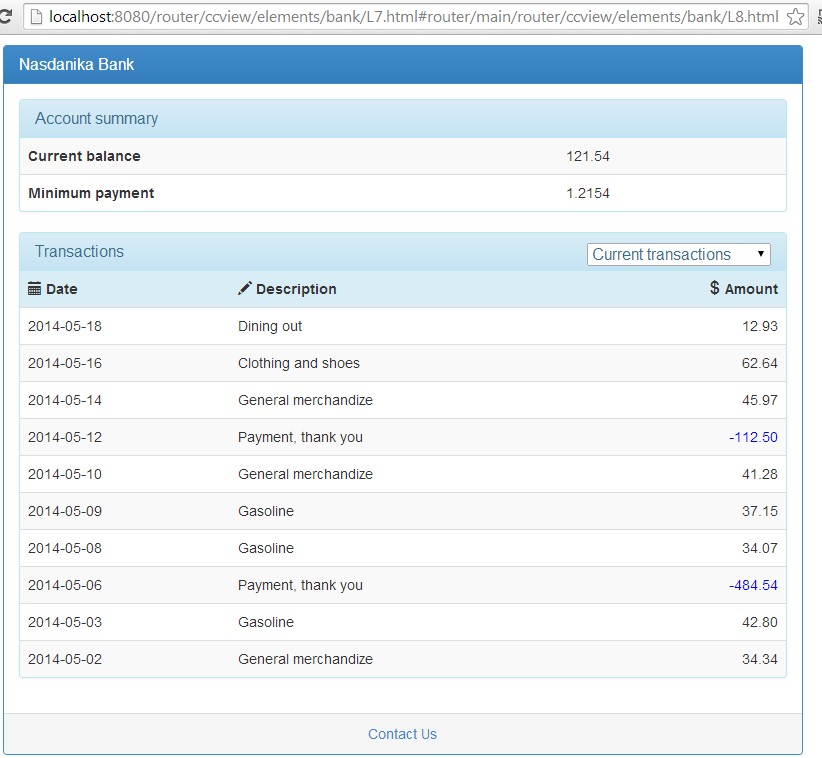 localhost:8080/router/ccview/elements/bank/L7.html#router/main/router/ccview/elements/bank/L8.html
Nasdanika Bank
Account summary
Current balance 121.54
Minimum payment 1.2154
Transactions Current transactions
Date Description $ Amount
2014-05-18 Dining out 12.93
2014-05-16 Clothing and shoes 62.64
2014-05-14 General merchandize 45.97
2014-05-12 Payment, thank you -112.50
2014-05-10 General merchandize 41.28
2014-05-09 Gasoline 37.15
2014-05-08 Gasoline 34.07
2014-05-06 Payment, thank you -484.54
2014-05-03 Gasoline 42.80
2014-05-02 General merchandize 34.34
Contact Us